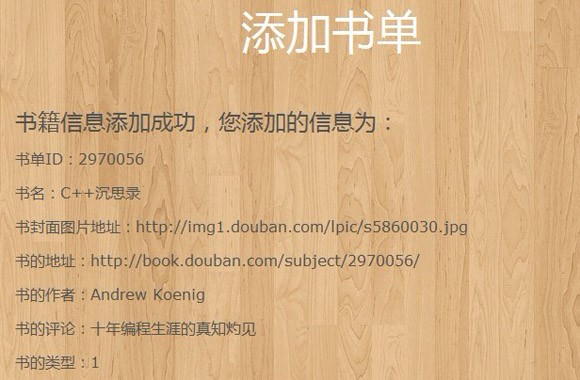 添加书单
书籍信息添加成功，您添加的信息为：
书单ID：2970056
书名：C++沉思录
书封面图片地址：http://img1.douban.com/lpic/s5860030.jpg
书的地址：http://book.douban.com/subject/2970056/
书的作者：Andrew Koenig
书的评论：十年编程生涯的真知灼见
书的类型：1